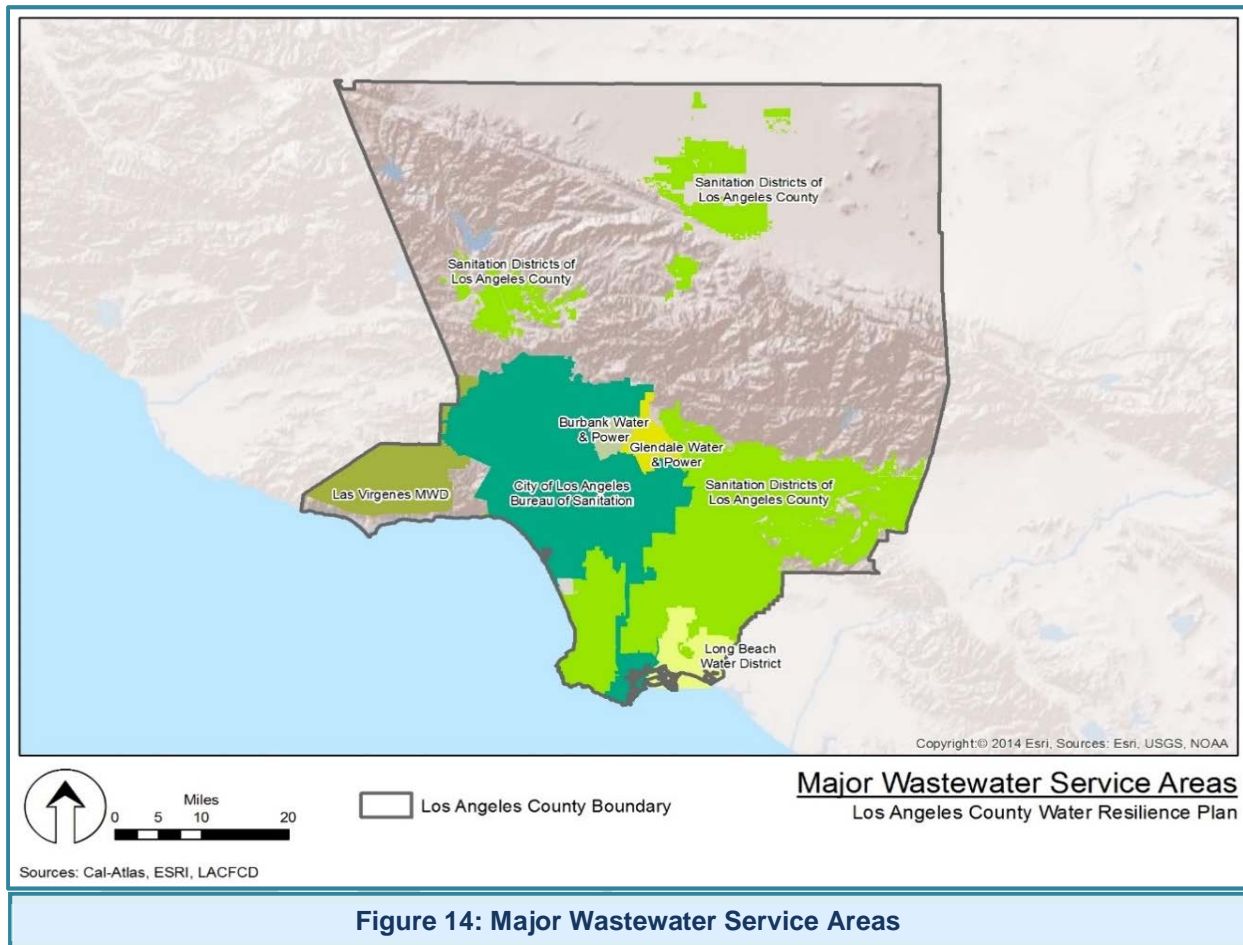 Sanitation Districts of
Los Angeles County
Sanitation Districts of
Los Angeles County
Burbank Water
& Power
Glendale Water
& Power
Las Virgenes MWD
City of Los Angeles
Bureau of Sanitation
Sanitation Districts of
Los Angeles County
Long Beach
Water District
Copyright:© 2014 Esri, Sources: Esri, USGS, NOAA
Miles
0 5 10 20
Los Angeles County Boundary
Major Wastewater Service Areas
Los Angeles County Water Resilience Plan
Sources: Cal-Atlas, ESRI, LACFCD
Figure 14: Major Wastewater Service Areas